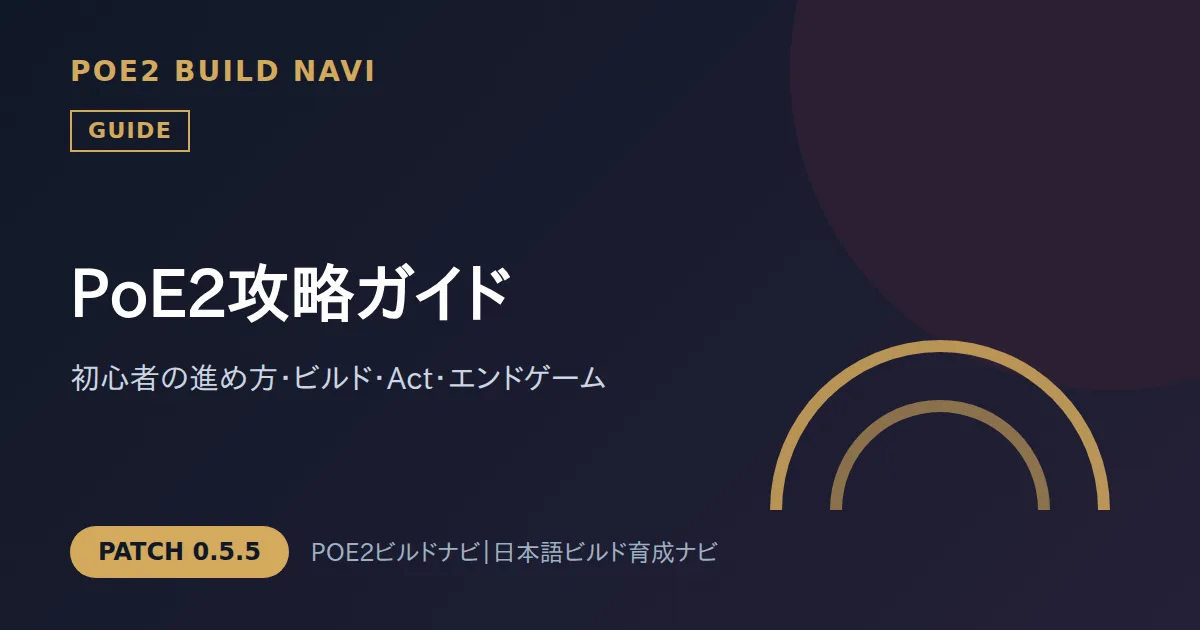 POE2 BUILD NAVI
GUIDE
PoE2攻略ガイド
初心者の進め方・ビルド・Act・エンドゲーム
PATCH 0.5.5
POE2ビルドナビ|日本語ビルド育成ナビ